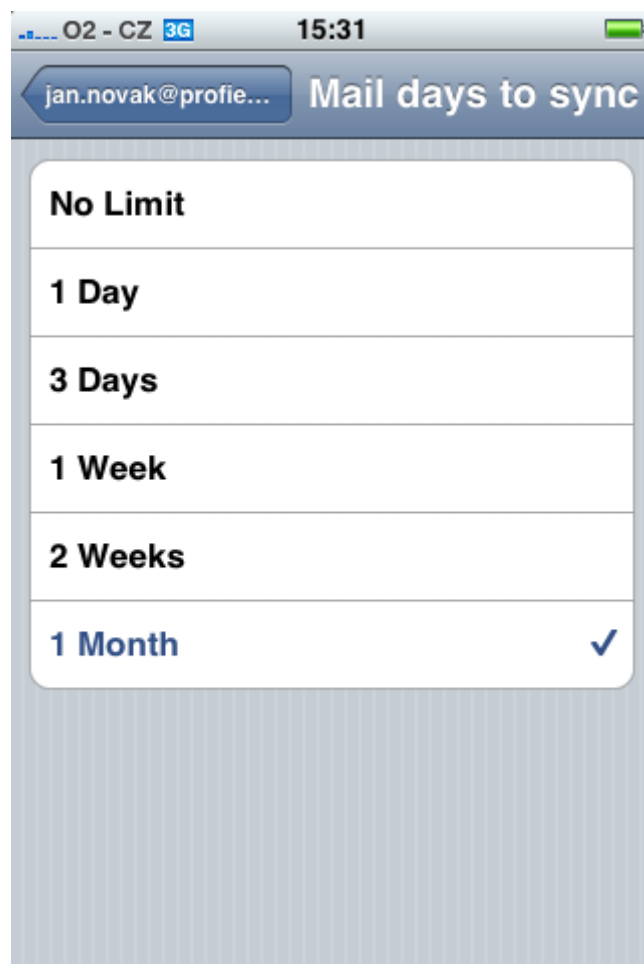 O2 - CZ 3G 15:31
jan.novak@profie... Mail days to sync
No Limit
1 Day
3 Days
1 Week
2 Weeks
1 Month